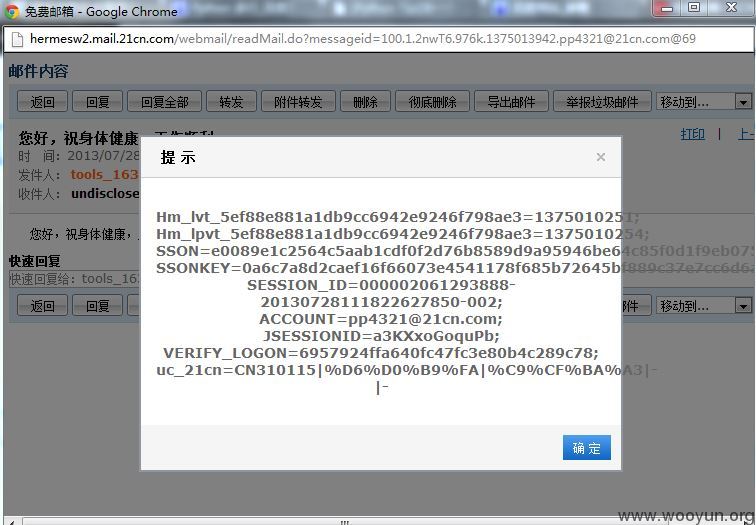 免费邮箱 - Google Chrome
hermesw2.mail.21cn.com/webmail/readMail.do?messageid=100.1.2nwT6.976k.1375013942.pp4321@21cn.com@69
邮件内容
返回 回复 回复全部 转发 附件转发 删除 彻底删除 导出邮件 举报垃圾邮件 移动到...
您好，祝身体健康，工作顺利
打印 | 上一
时 间： 2013/07/28
发件人： tools_163
收件人： undisclose
提 示
×
Hm_lvt_5ef88e881a1db9cc6942e9246f798ae3=1375010251;
Hm_lpvt_5ef88e881a1db9cc6942e9246f798ae3=1375010254;
SSON=e0089e1c2564c5aab1cdf0f2d76b8589d9a95946be64c85f0d1f9eb075
SSONKEY=0a6c7a8d2caef16f66073e4541178f685b72645bf889c37e7cc6d6a
SESSION_ID=000002061293888-
20130728111822627850-002;
ACCOUNT=pp4321@21cn.com;
JSESSIONID=a3KXxoGoquPb;
VERIFY_LOGON=6957924ffa640fc47fc3e80b4c289c78;
uc_21cn=CN310115|%D6%D0%B9%FA|%C9%CF%BA%A3|-
|-
确 定
您好，祝身体健康，
快速回复
快速回复给：tools_163
返回 回复 邮件 移动到...
www.wooyun.org